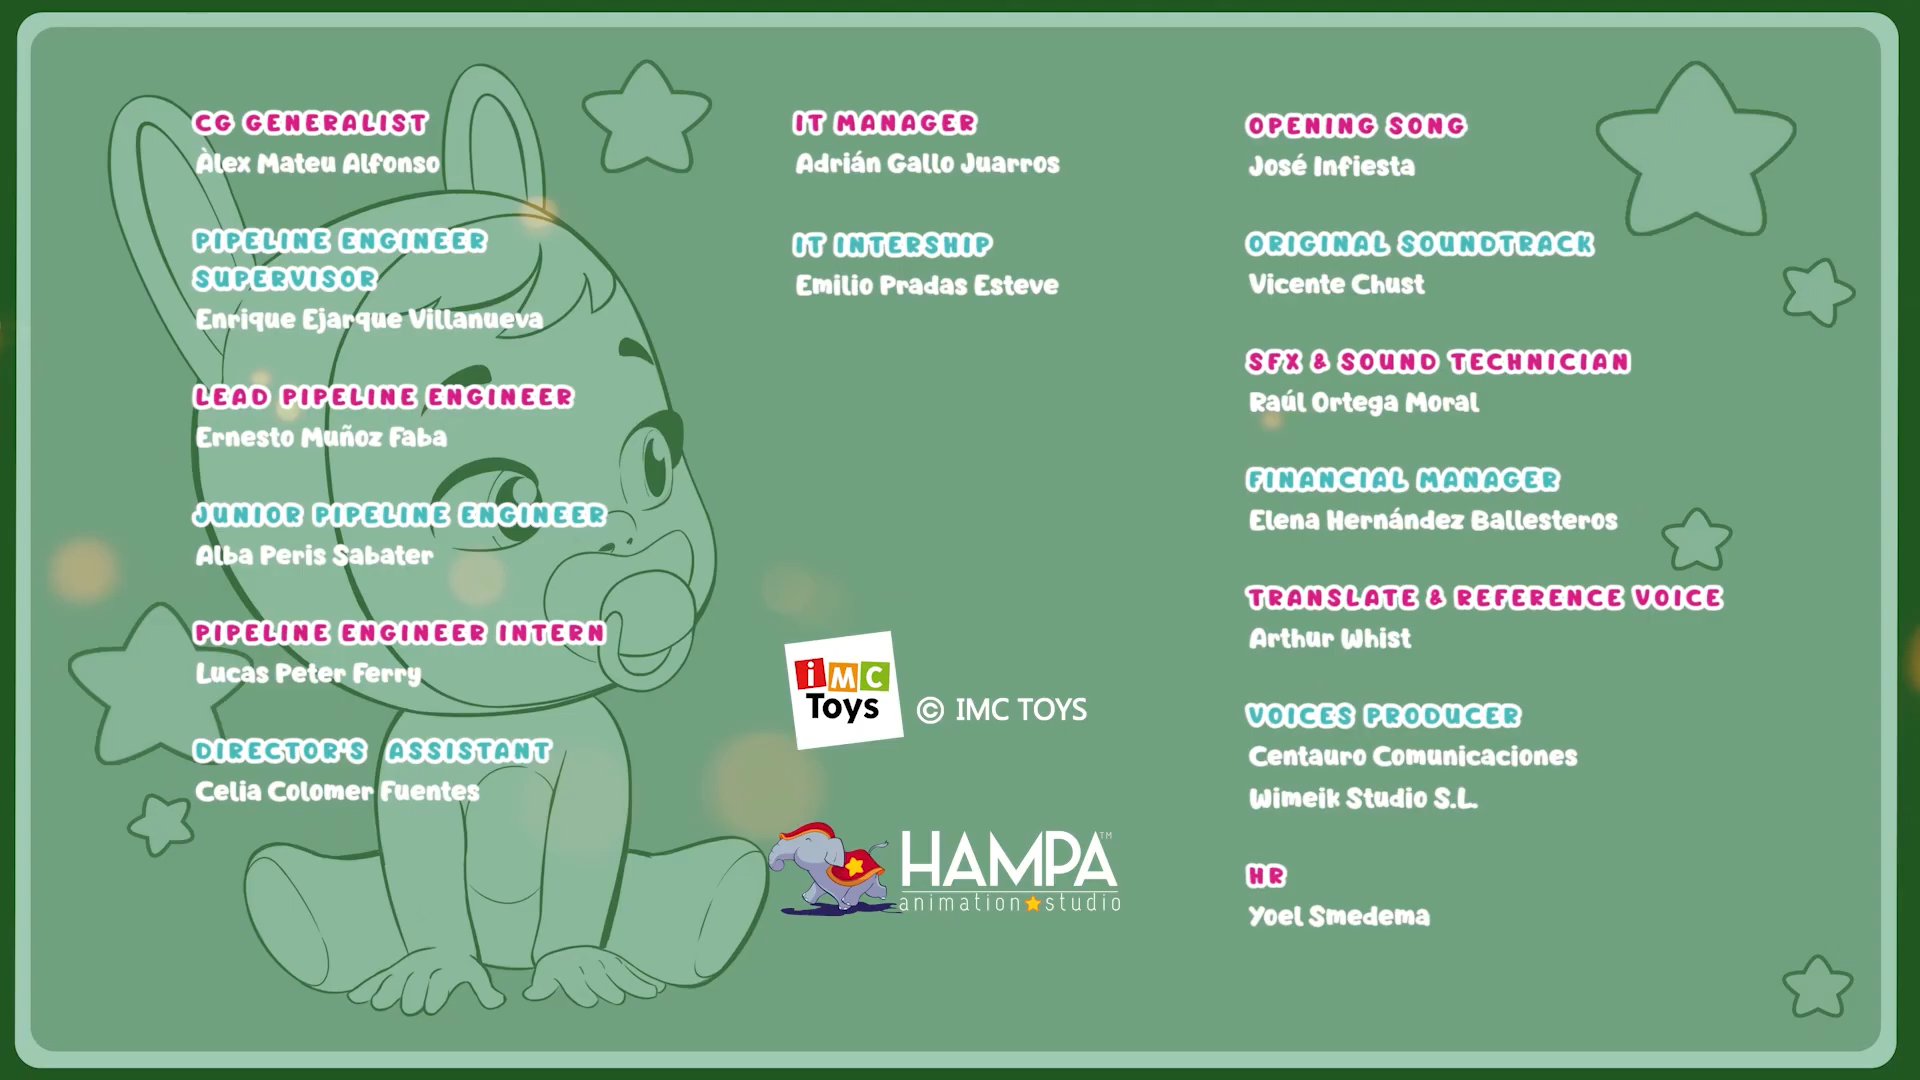 CG GENERALIST
Àlex Mateu Alfonso
PIPELINE ENGINEER
SUPERVISOR
Enrique Ejarque Villanueva
LEAD PIPELINE ENGINEER
Ernesto Muñoz Faba
JUNIOR PIPELINE ENGINEER
Alba Peris Sabater
PIPELINE ENGINEER INTERN
Lucas Peter Ferry
DIRECTOR'S ASSISTANT
Celia Colomer Fuentes
IT MANAGER
Adrián Gallo Juarros
IT INTERSHIP
Emilio Pradas Esteve
iMC
Toys
© IMC TOYS
HAMPA™
animation studio
OPENING SONG
José Infiesta
ORIGINAL SOUNDTRACK
Vicente Chust
SFX & SOUND TECHNICIAN
Raúl Ortega Moral
FINANCIAL MANAGER
Elena Hernández Ballesteros
TRANSLATE & REFERENCE VOICE
Arthur Whist
VOICES PRODUCER
Centauro Comunicaciones
Wimeik Studio S.L.
HR
Yoel Smedema